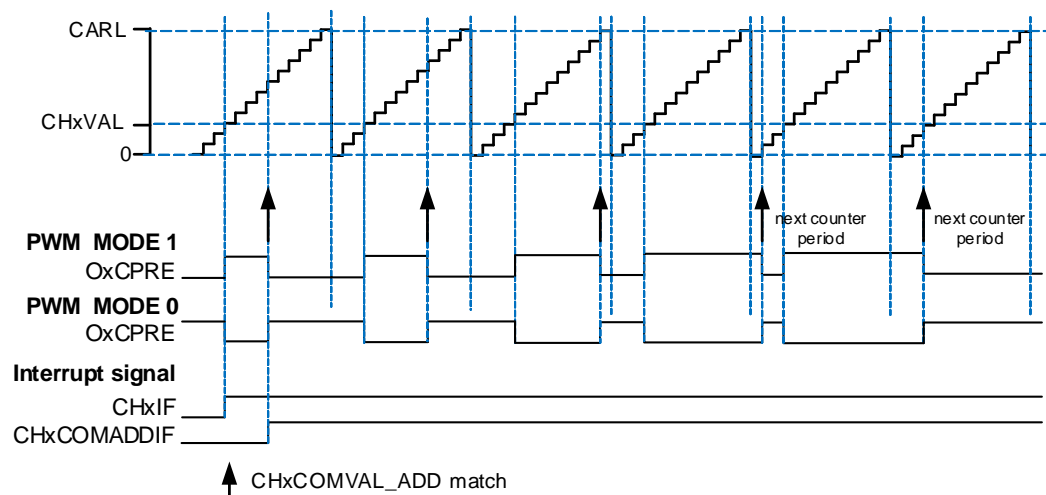 CARL
CHxVAL
0
next counter period
next counter period
PWM MODE 1
OxCPRE
PWM MODE 0
OxCPRE
Interrupt signal
CHxIF
CHxCOMADDIF
CHxCOMVAL_ADD match